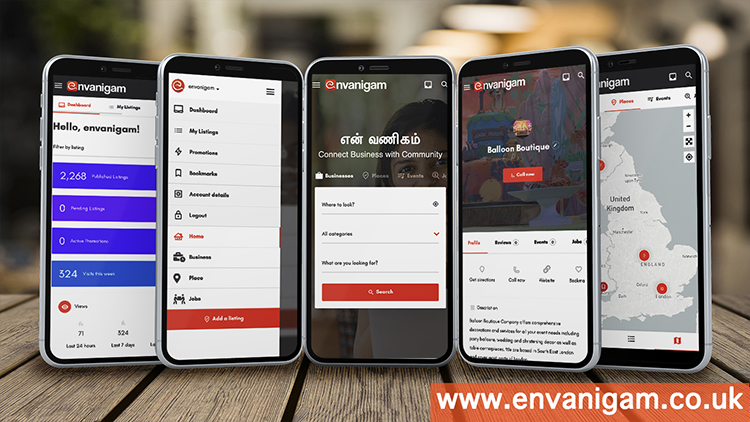 envanigam
Dashboard
My Listings
Hello, envanigam!
Filter by listing
2,268 Published Listings
0 Pending Listings
0 Active Promotions
324 Visits this week
Views
71
324
Last 24 hours
Last 7 days
envanigam
Dashboard
My Listings
Promotions
Bookmarks
Account details
Logout
Home
Business
Place
Jobs
Add a listing
envanigam
என் வணிகம்
Connect Business with Community
Businesses
Places
Events
Where to look?
All categories
What are you looking for?
Search
envanigam
Balloon Boutique
Call now
Profile
Reviews 0
Events 0
Jobs
Get directions
Call now
Website
Bookma
Description
Balloon Boutique Company offers comprehensive
decorations and services for all your event needs including
party balloons, wedding and christening decor as well as
table centrepieces. We are based in South East London
envanigam
Places
Events
United
Kingdom
ENGLAND
www.envanigam.co.uk